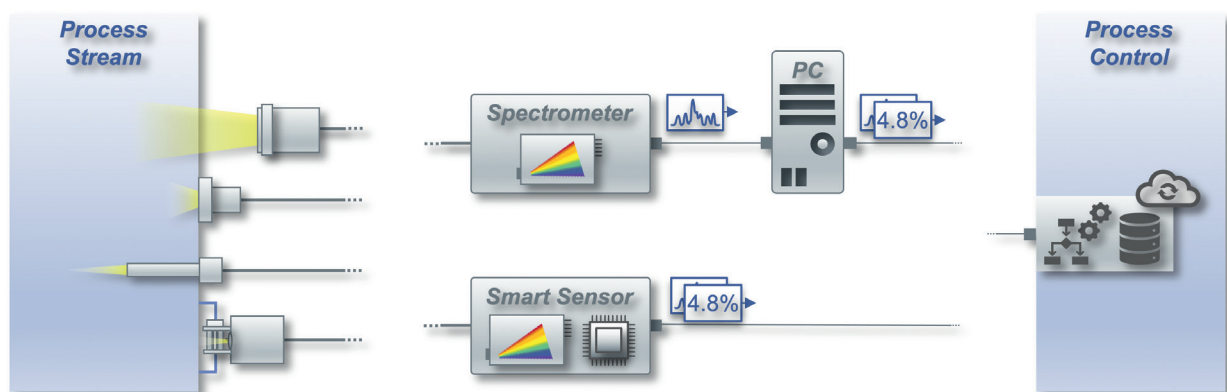 Process
Stream
Spectrometer
PC
4.8%
Process
Control
Smart Sensor
4.8%